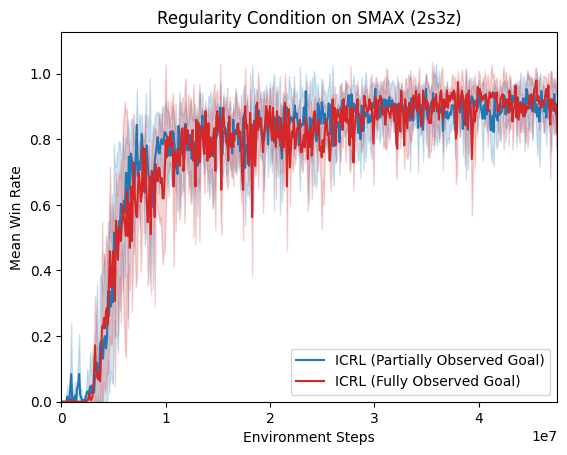 Regularity Condition on SMAX (2s3z)
Mean Win Rate
1.0
0.8
0.6
0.4
0.2
0.0
ICRL (Partially Observed Goal)
ICRL (Fully Observed Goal)
0 1 2 3 4
1e7
Environment Steps